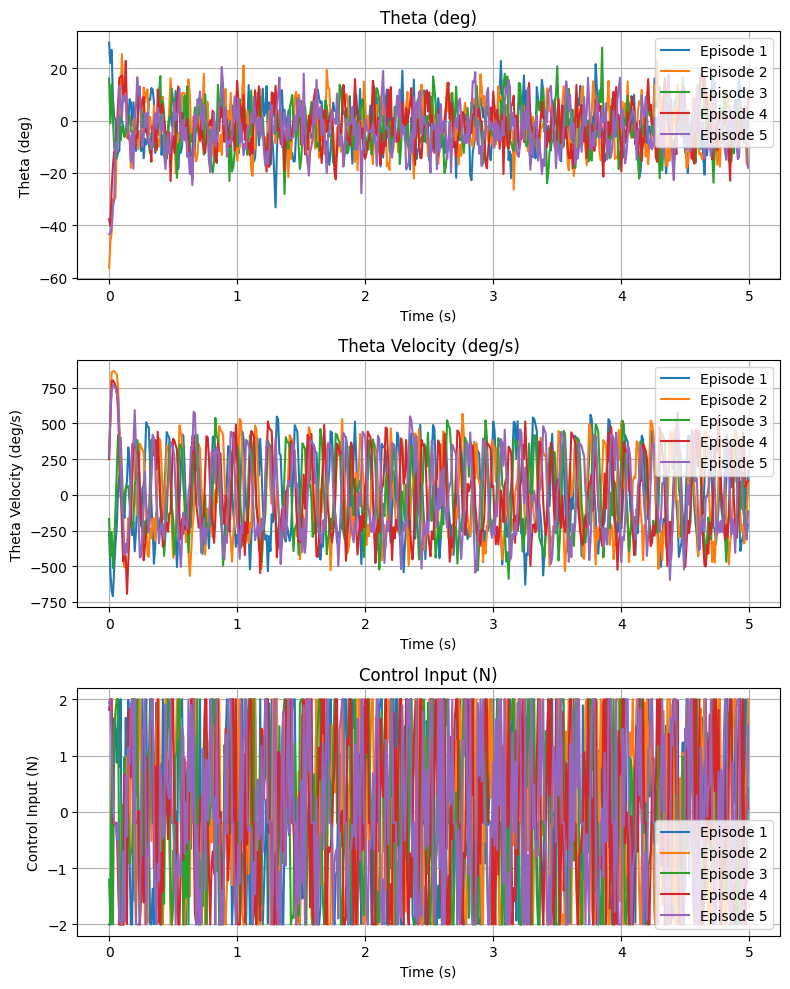 Theta (deg)
Theta (deg)
20
0
−20
−40
−60
0
1
2
3
4
5
Time (s)
Episode 1
Episode 2
Episode 3
Episode 4
Episode 5
Theta Velocity (deg/s)
Theta Velocity (deg/s)
750
500
250
0
−250
−500
−750
0
1
2
3
4
5
Time (s)
Episode 1
Episode 2
Episode 3
Episode 4
Episode 5
Control Input (N)
Control Input (N)
2
1
0
−1
−2
0
1
2
3
4
5
Time (s)
Episode 1
Episode 2
Episode 3
Episode 4
Episode 5